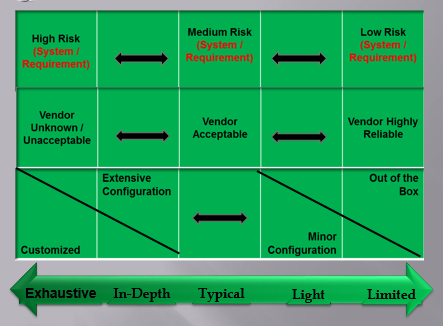 High Risk
(System /
Requirement)
Medium Risk
(System /
Requirement)
Low Risk
(System /
Requirement)
Vendor
Unknown /
Unacceptable
Vendor
Acceptable
Vendor Highly
Reliable
Customized
Extensive
Configuration
Minor
Configuration
Out of the
Box
Exhaustive
In-Depth
Typical
Light
Limited